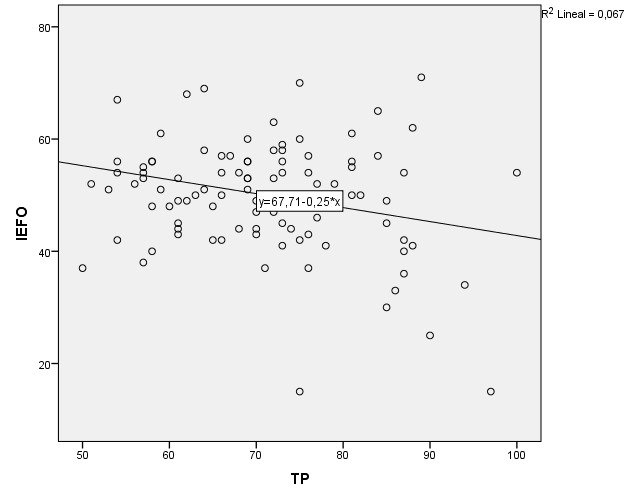 R² Lineal = 0,067
80
60
40
20
IEFO
y=67,71-0,25*x
50 60 70 80 90 100
TP